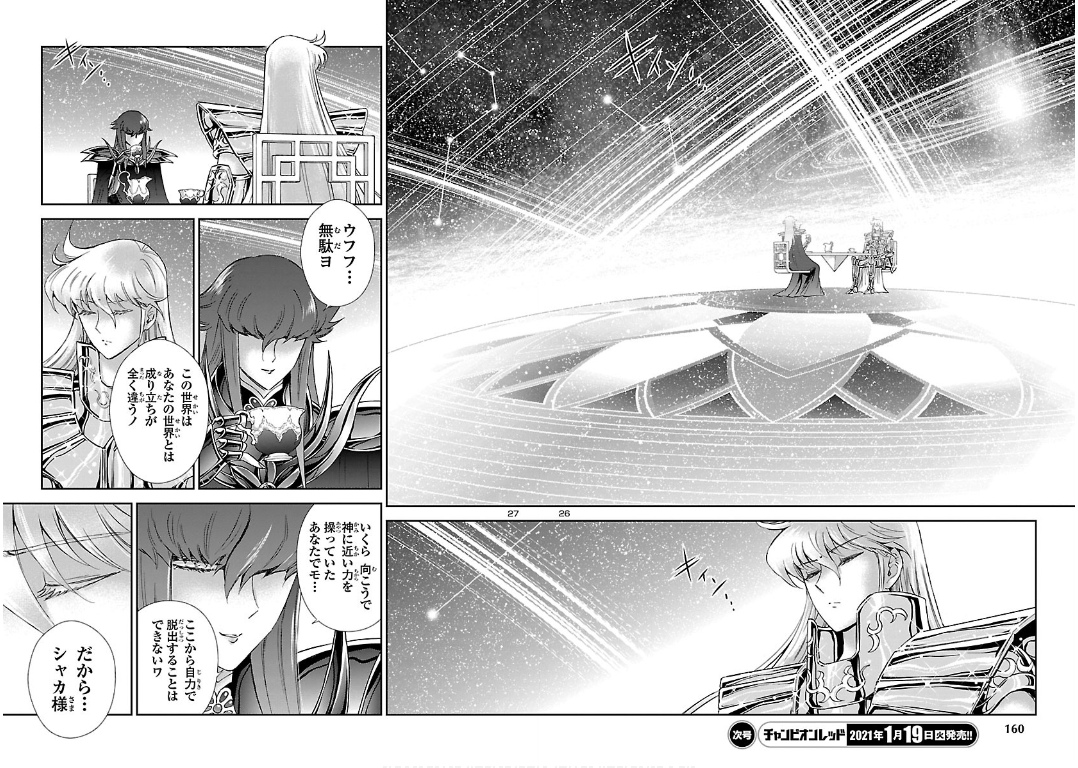 キィィン…
160
次号 チャンピオンレッド 2021年1月19日火発売!!
26
27
キィィン…
ウフフ…
無駄ヨ
この世界は
あなたの世界とは
成り立ちが
全く違うノ
いくら向こうで
神に近い力を
操っていた
あなたでモ…
ここから自力で
脱出することは
できないワ
だから…
シャカ様